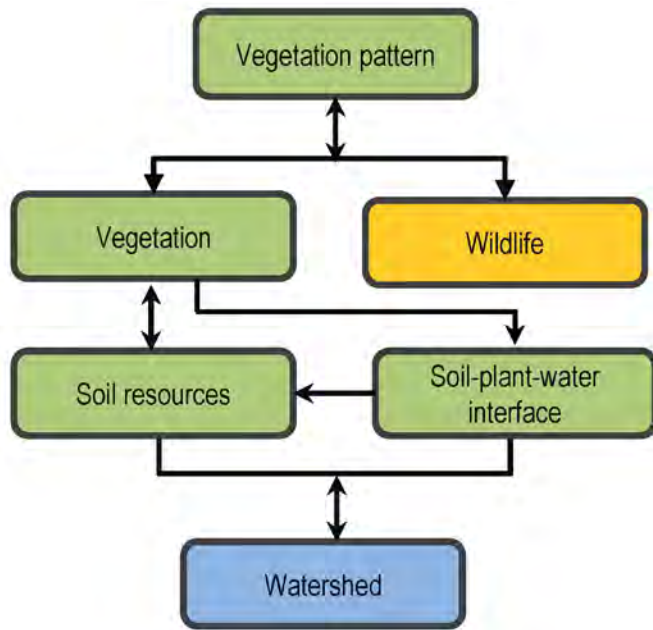 Vegetation pattern
Vegetation
Wildlife
Soil resources
Soil-plant-water
interface
Watershed